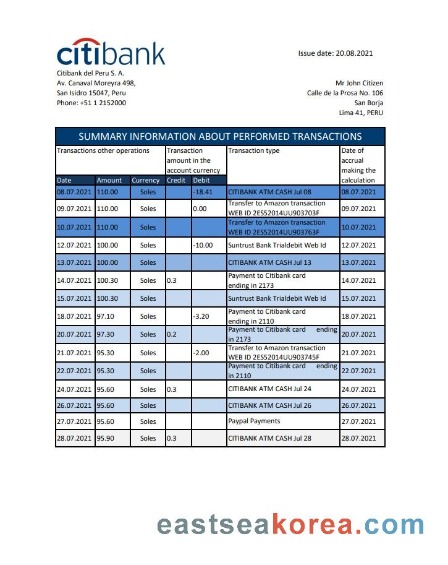 citibank
Issue date: 20.08.2021
Citibank del Peru S. A.
Av. Canaval Moreyra 498,
San Isidro 15047, Peru
Phone: +51 1 2152000
Mr John Citizen
Calle de la Prosa No. 106
San Borja
Lima 41, PERU
SUMMARY INFORMATION ABOUT PERFORMED TRANSACTIONS
Transactions other operations
Transaction amount in the account currency
Transaction type
Date of accrual making the calculation
Date Amount Currency Credit Debit
08.07.2021 110.00 Soles -18.41 CITIBANK ATM CASH Jul 08 08.07.2021
09.07.2021 110.00 Soles 0.00 Transfer to Amazon transaction WEB ID 2ES52014UU903703F 09.07.2021
10.07.2021 110.00 Soles Transfer to Amazon transaction WEB ID 2ES52014UU903763F 10.07.2021
12.07.2021 100.00 Soles -10.00 Suntrust Bank Trialdebit Web Id 12.07.2021
13.07.2021 100.00 Soles CITIBANK ATM CASH Jul 13 13.07.2021
14.07.2021 100.30 Soles 0.3 Payment to Citibank card ending in 2173 14.07.2021
15.07.2021 100.30 Soles Suntrust Bank Trialdebit Web Id 15.07.2021
18.07.2021 97.10 Soles -3.20 Payment to Citibank card ending in 2110 18.07.2021
20.07.2021 97.30 Soles 0.2 Payment to Citibank card ending in 2173 20.07.2021
21.07.2021 95.30 Soles -2.00 Transfer to Amazon transaction WEB ID 2ES52014UU903745F 21.07.2021
22.07.2021 95.30 Soles Payment to Citibank card ending in 2110 22.07.2021
24.07.2021 95.60 Soles 0.3 CITIBANK ATM CASH Jul 24 24.07.2021
26.07.2021 95.60 Soles CITIBANK ATM CASH Jul 26 26.07.2021
27.07.2021 95.60 Soles Paypal Payments 27.07.2021
28.07.2021 95.90 Soles 0.3 CITIBANK ATM CASH Jul 28 28.07.2021
eastseakorea.com